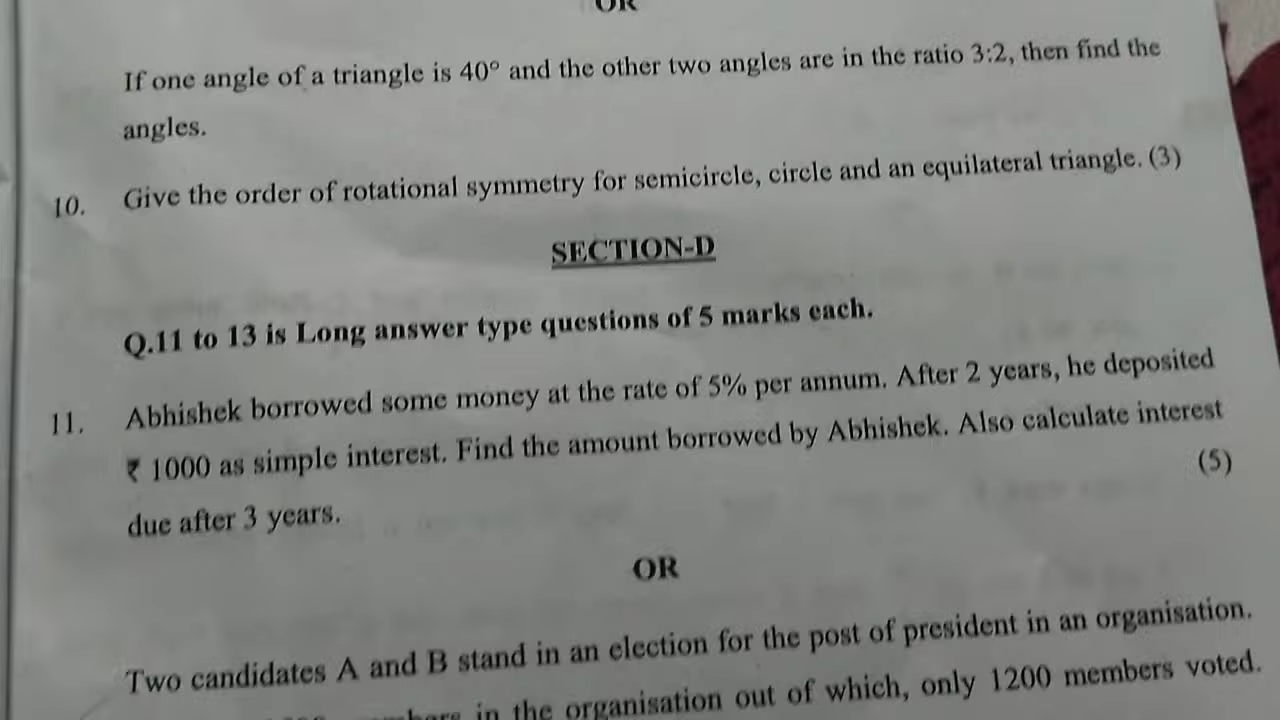 OR
If one angle of a triangle is 40° and the other two angles are in the ratio 3:2, then find the
angles.
10. Give the order of rotational symmetry for semicircle, circle and an equilateral triangle. (3)
SECTION-D
Q.11 to 13 is Long answer type questions of 5 marks each.
11. Abhishek borrowed some money at the rate of 5% per annum. After 2 years, he deposited
₹ 1000 as simple interest. Find the amount borrowed by Abhishek. Also calculate interest
due after 3 years. (5)
OR
Two candidates A and B stand in an election for the post of president in an organisation.
in the organisation out of which, only 1200 members voted.